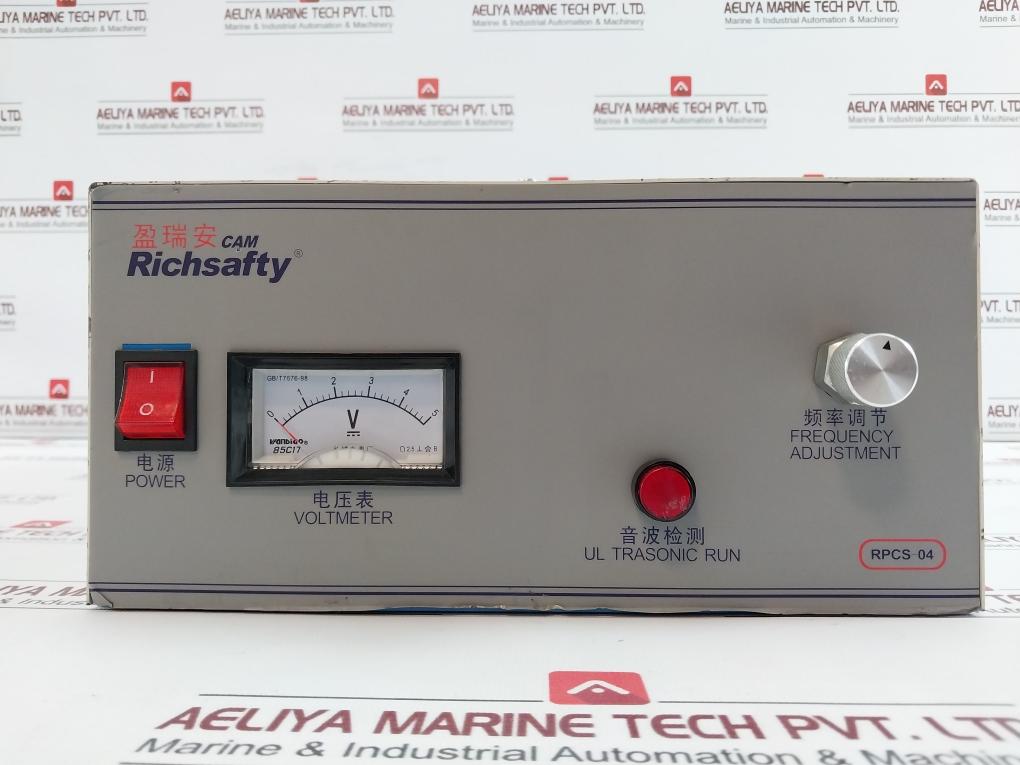 AELIYA MARINE TECH PVT. LTD.
Marine & Industrial Automation & Machinery
盈瑞安 CAM
Richsafty®
I
O
电源
POWER
GB/T7676-98
0 1 2 3 4 5
V
85C17
电压表
VOLTMETER
音波检测
UL TRASONIC RUN
频率调节
FREQUENCY
ADJUSTMENT
RPCS-04
AELIYA MARINE TECH PVT. LTD.
Marine & Industrial Automation & Machinery